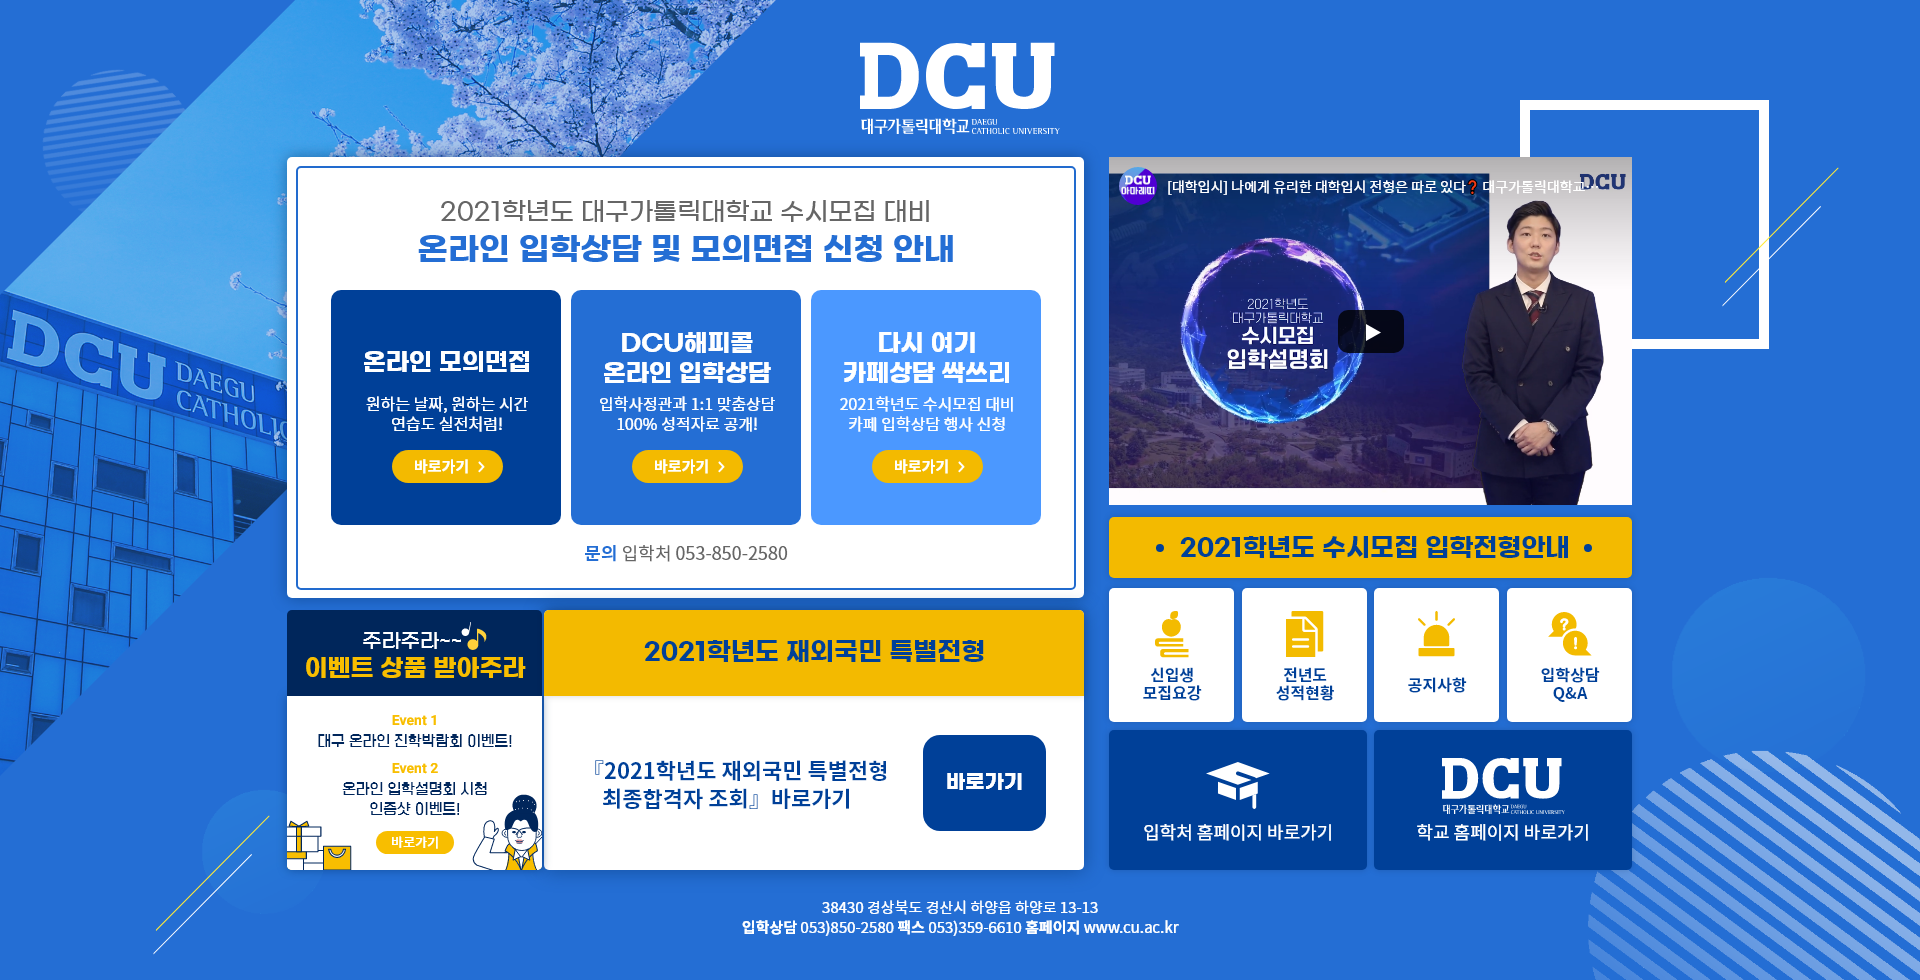 DCU
대구가톨릭대학교 DAEGU
CATHOLIC UNIVERSITY
DCU DAEGU
CATHOLIC
2021학년도 대구가톨릭대학교 수시모집 대비
온라인 입학상담 및 모의면접 신청 안내
온라인 모의면접
원하는 날짜, 원하는 시간
연습도 실전처럼!
바로가기
DCU해피콜
온라인 입학상담
입학사정관과 1:1 맞춤상담
100% 성적자료 공개!
바로가기
다시 여기
카페상담 싹쓰리
2021학년도 수시모집 대비
카페 입학상담 행사 신청
바로가기
문의 입학처 053-850-2580
DCU
아마레띠
[대학입시] 나에게 유리한 대학입시 전형은 따로 있다❓ 대구가톨릭대학교...
DCU
2021학년도
대구가톨릭대학교
수시모집
입학설명회
• 2021학년도 수시모집 입학전형안내 •
신입생
모집요강
전년도
성적현황
공지사항
입학상담
Q&A
입학처 홈페이지 바로가기
DCU
대구가톨릭대학교 DAEGU
CATHOLIC UNIVERSITY
학교 홈페이지 바로가기
주라주라~~
이벤트 상품 받아주라
Event 1
대구 온라인 진학박람회 이벤트!
Event 2
온라인 입학설명회 시청
인증샷 이벤트!
바로가기
2021학년도 재외국민 특별전형
『2021학년도 재외국민 특별전형
최종합격자 조회』 바로가기
바로가기
38430 경상북도 경산시 하양읍 하양로 13-13
입학상담 053)850-2580 팩스 053)359-6610 홈페이지 www.cu.ac.kr